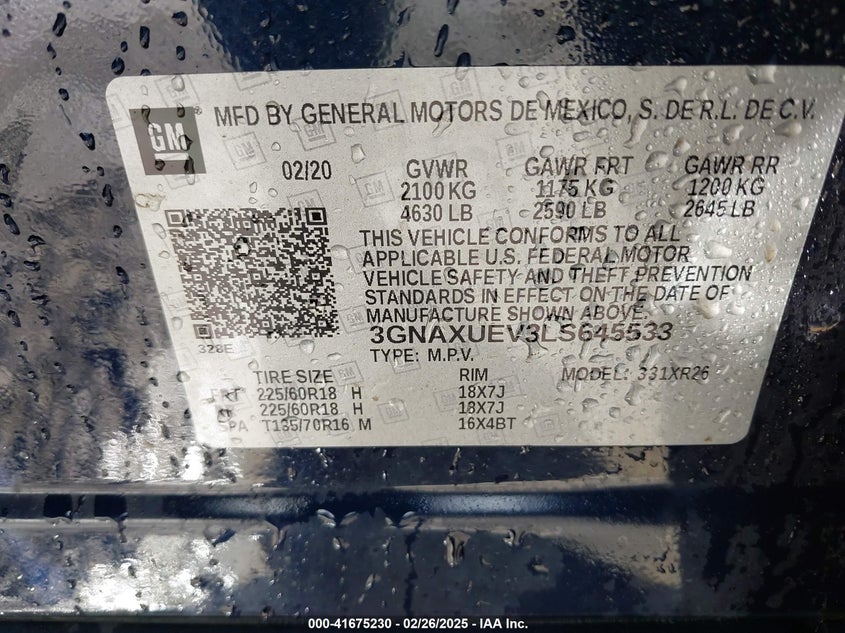 GM
MFD BY GENERAL MOTORS DE MEXICO, S. DE R.L. DE C.V.
02/20 GVWR GAWR FRT GAWR RR
2100 KG 1175 KG 1200 KG
4630 LB 2590 LB 2645 LB
THIS VEHICLE CONFORMS TO ALL
APPLICABLE U.S. FEDERAL MOTOR
VEHICLE SAFETY AND THEFT PREVENTION
STANDARDS IN EFFECT ON THE DATE OF
MANUFACTURE SHOWN ABOVE.
328E 3GNAXUEV3LS645533
TYPE: M.P.V.
TIRE SIZE RIM MODEL: 331XR26
FRT 225/60R18 H 18X7J
225/60R18 H 18X7J
SPA T135/70R16 M 16X4BT
000-41675230 - 02/26/2025 - IAA Inc.